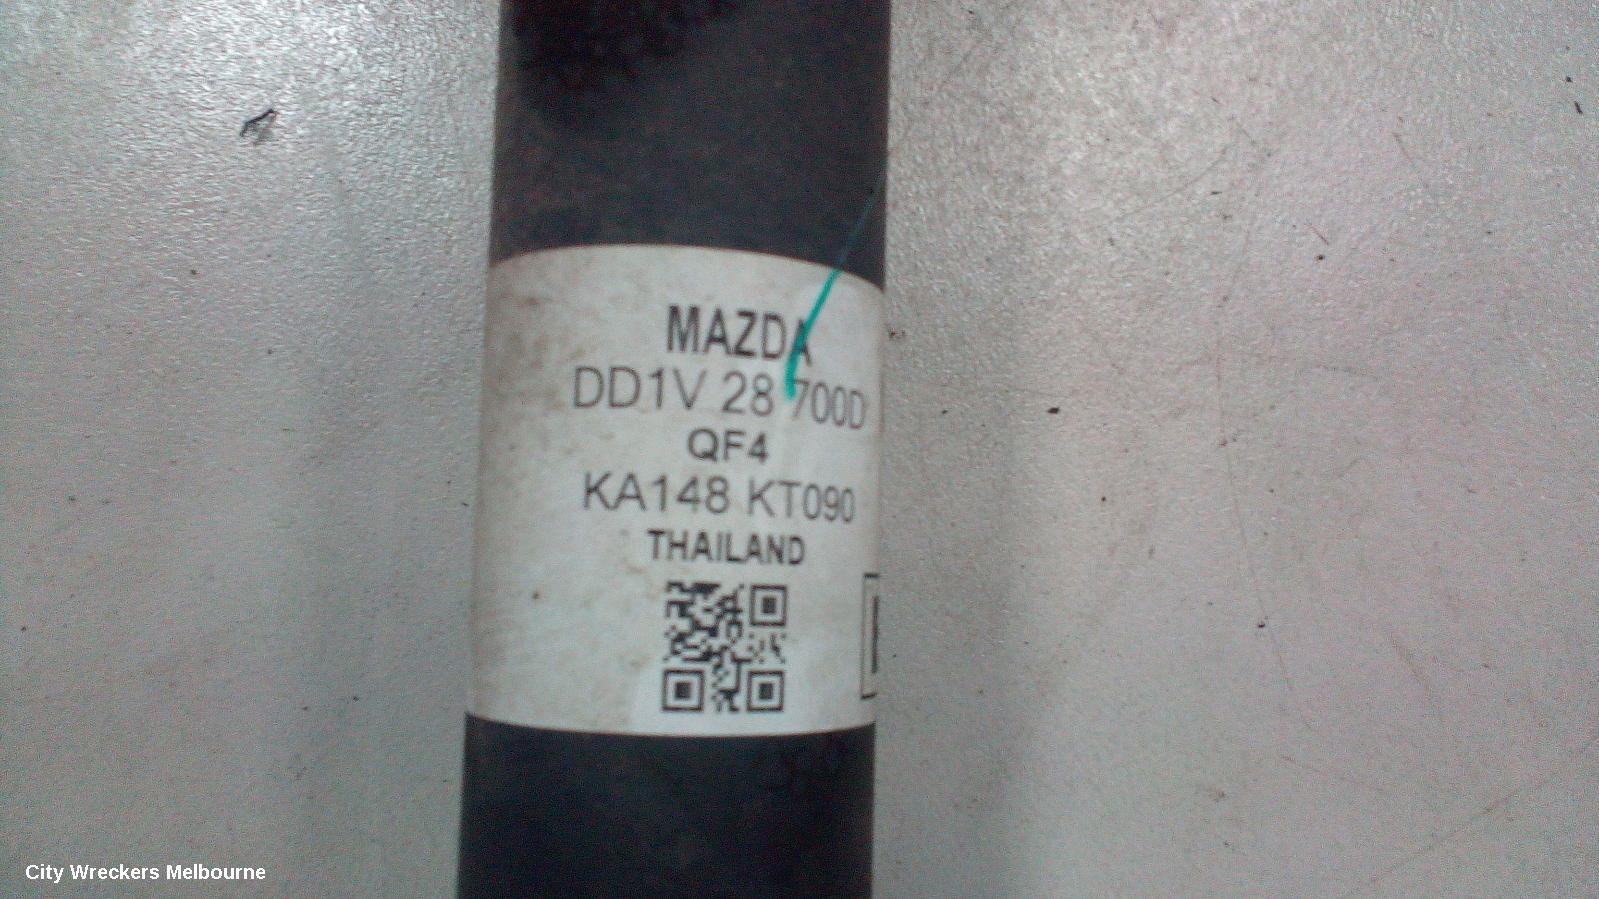 MAZDA
DD1V 28 700D
QF4
KA148 KT090
THAILAND
City Wreckers Melbourne